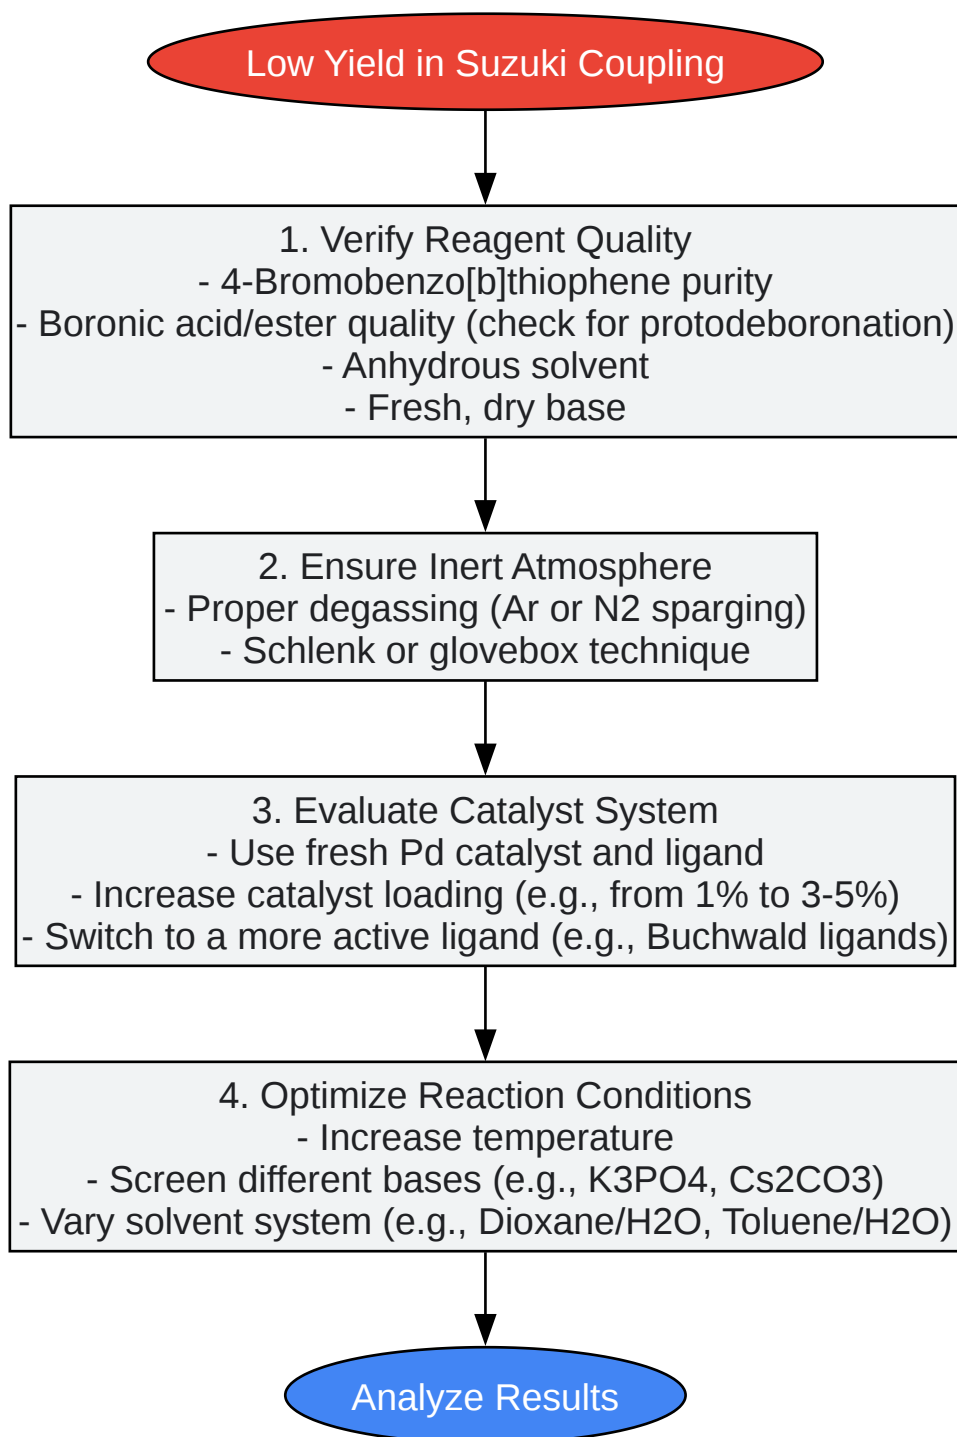 Low Yield in Suzuki Coupling
1. Verify Reagent Quality
- 4-Bromobenzo[b]thiophene purity
- Boronic acid/ester quality (check for protodeboronation)
- Anhydrous solvent
- Fresh, dry base
2. Ensure Inert Atmosphere
- Proper degassing (Ar or N2 sparging)
- Schlenk or glovebox technique
3. Evaluate Catalyst System
- Use fresh Pd catalyst and ligand
- Increase catalyst loading (e.g., from 1% to 3-5%)
- Switch to a more active ligand (e.g., Buchwald ligands)
4. Optimize Reaction Conditions
- Increase temperature
- Screen different bases (e.g., K3PO4, Cs2CO3)
- Vary solvent system (e.g., Dioxane/H2O, Toluene/H2O)
Analyze Results